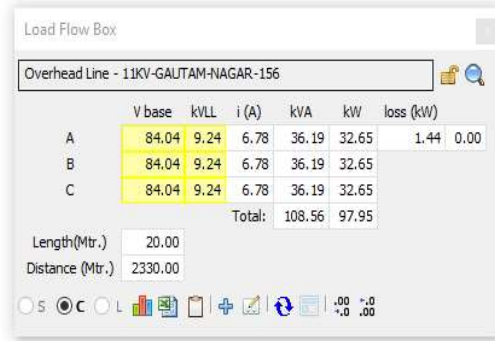 Load Flow Box
x
Overhead Line - 11KV-GAUTAM-NAGAR-156
V base kVLL i (A) kVA kW loss (kW)
A 84.04 9.24 6.78 36.19 32.65 1.44 0.00
B 84.04 9.24 6.78 36.19 32.65
C 84.04 9.24 6.78 36.19 32.65
Total: 108.56 97.95
Length(Mtr.) 20.00
Distance (Mtr.) 2330.00
S C L .00 +.0 +.0 .00